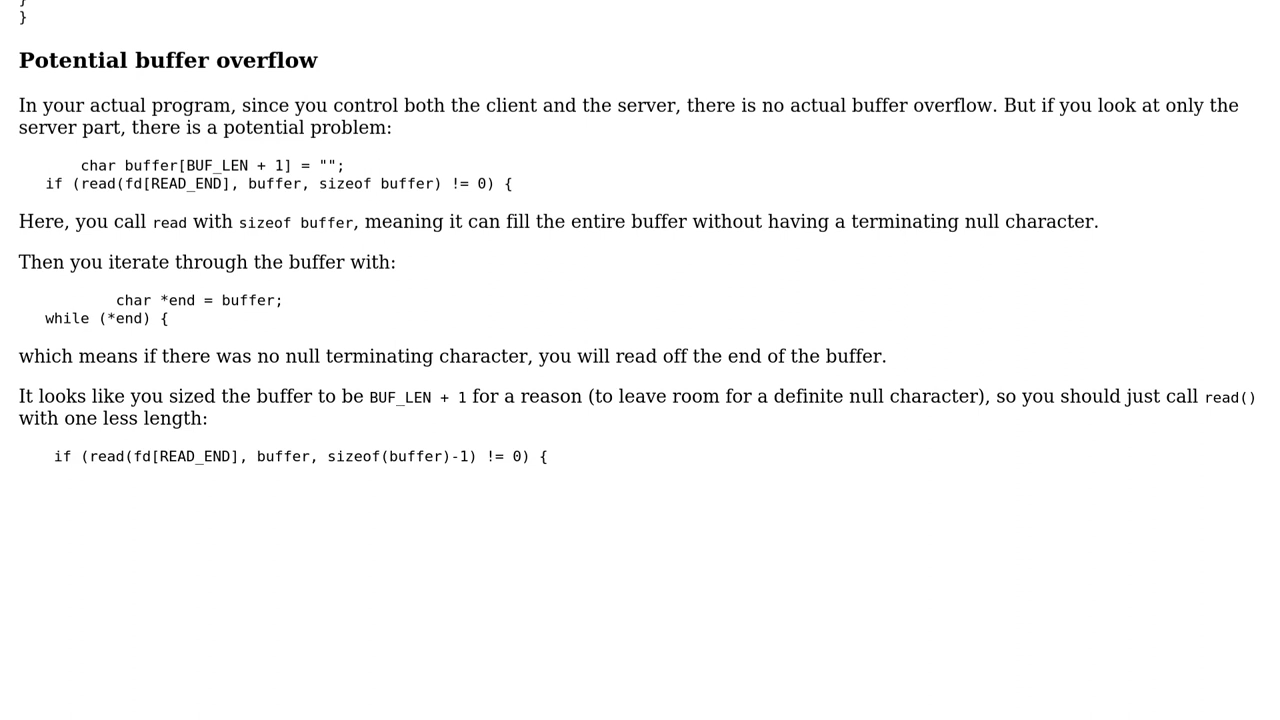 }
}
Potential buffer overflow
In your actual program, since you control both the client and the server, there is no actual buffer overflow. But if you look at only the
server part, there is a potential problem:
char buffer[BUF_LEN + 1] = "";
if (read(fd[READ_END], buffer, sizeof buffer) != 0) {
Here, you call read with sizeof buffer, meaning it can fill the entire buffer without having a terminating null character.
Then you iterate through the buffer with:
char *end = buffer;
while (*end) {
which means if there was no null terminating character, you will read off the end of the buffer.
It looks like you sized the buffer to be BUF_LEN + 1 for a reason (to leave room for a definite null character), so you should just call read()
with one less length:
if (read(fd[READ_END], buffer, sizeof(buffer)-1) != 0) {